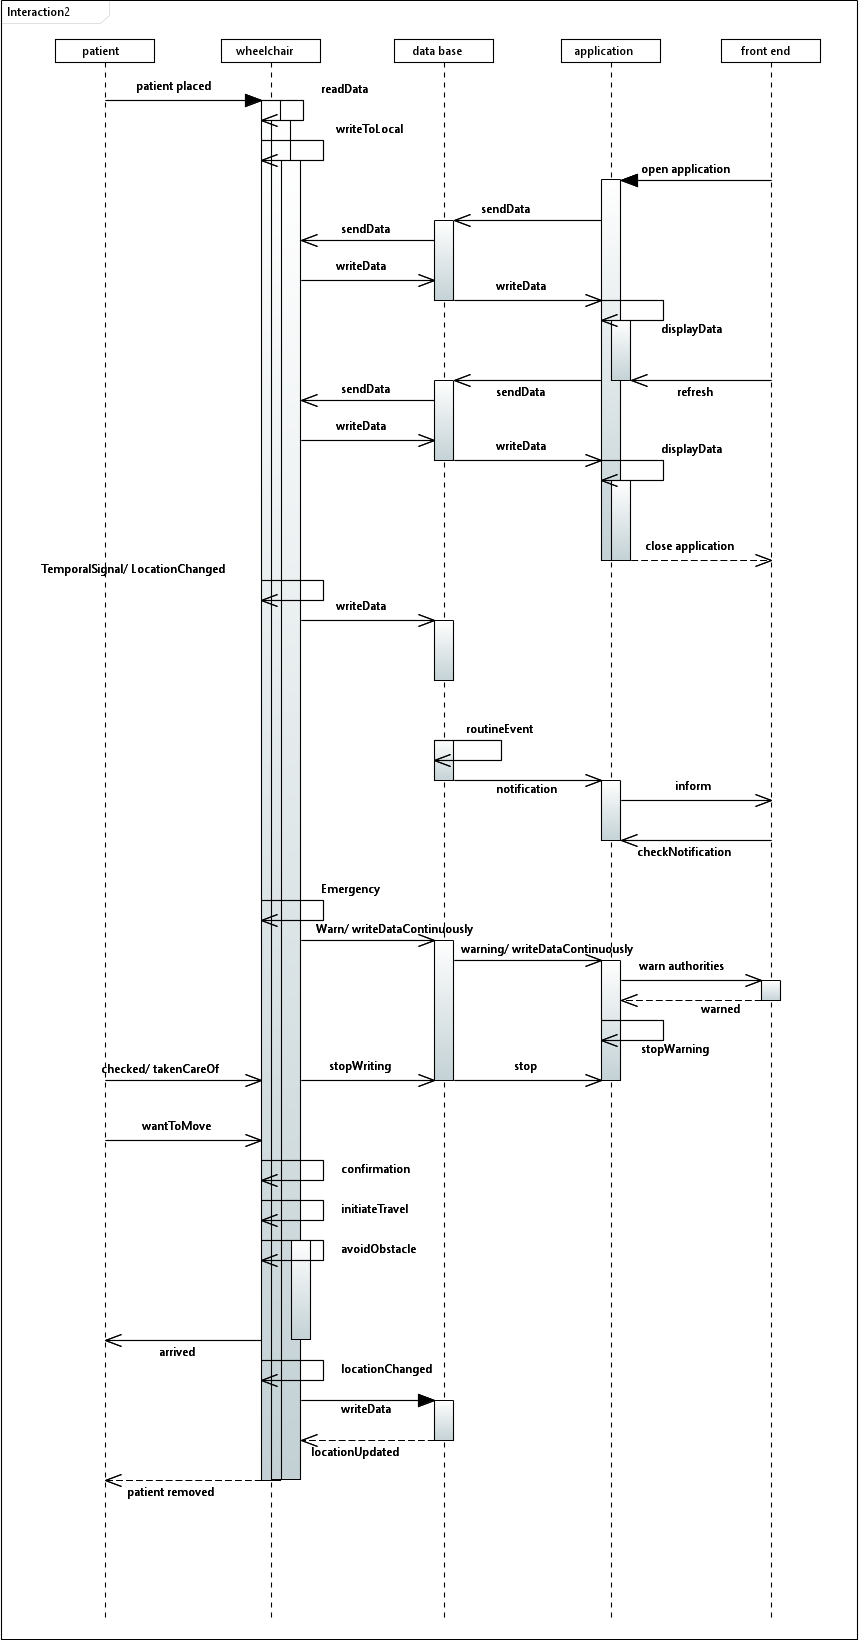 Interaction2
patient
wheelchair
data base
application
front end
patient placed
readData
writeToLocal
open application
sendData
sendData
writeData
writeData
displayData
sendData
sendData
refresh
writeData
writeData
displayData
close application
TemporalSignal/ LocationChanged
writeData
routineEvent
notification
inform
checkNotification
Emergency
Warn/ writeDataContinuously
warning/ writeDataContinuously
warn authorities
warned
stopWarning
checked/ takenCareOf
stopWriting
stop
wantToMove
confirmation
initiateTravel
avoidObstacle
arrived
locationChanged
writeData
locationUpdated
patient removed